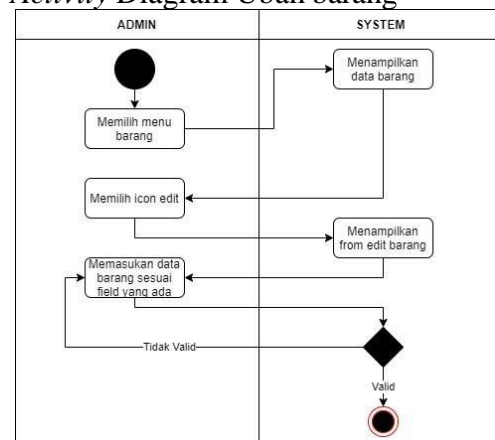 Activity Diagram Ubah barang
ADMIN
SYSTEM
Menampilkan
data barang
Memilih menu
barang
Memilih icon edit
Menampilkan
from edit barang
Memasukan data
barang sesuai
field yang ada
Tidak Valid
Valid